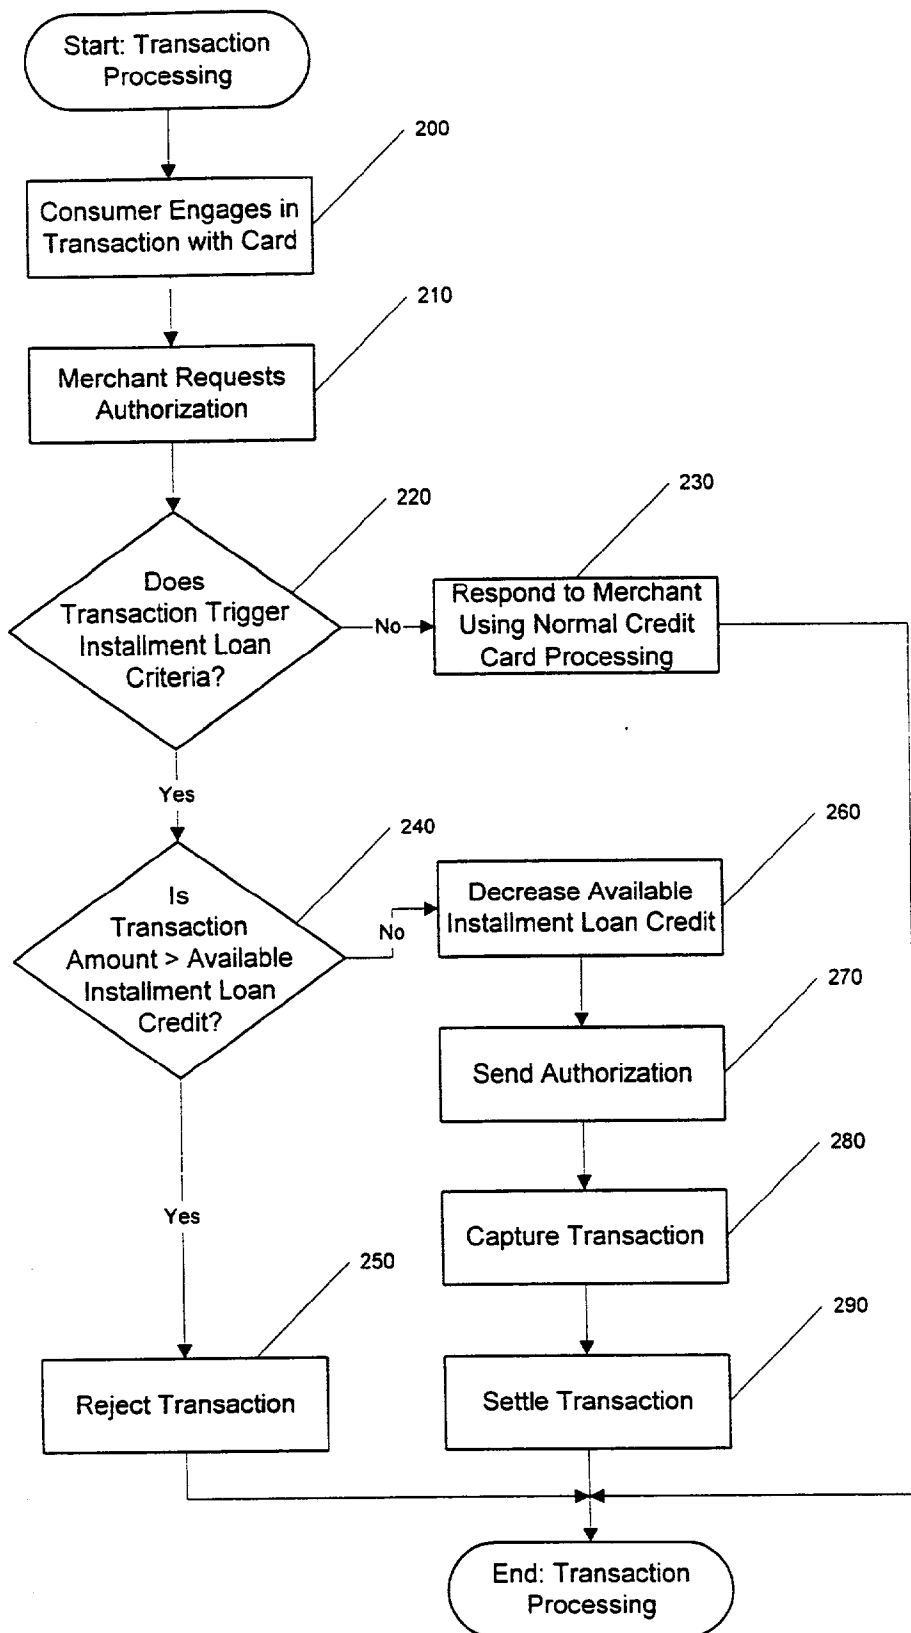 Start: Transaction
Processing
200
Consumer Engages in
Transaction with Card
210
Merchant Requests
Authorization
220
Does
Transaction Trigger
Installment Loan
Criteria?
No
230
Respond to Merchant
Using Normal Credit
Card Processing
Yes
240
Is
Transaction
Amount > Available
Installment Loan
Credit?
No
260
Decrease Available
Installment Loan Credit
270
Send Authorization
280
Capture Transaction
Yes
250
Reject Transaction
290
Settle Transaction
End: Transaction
Processing